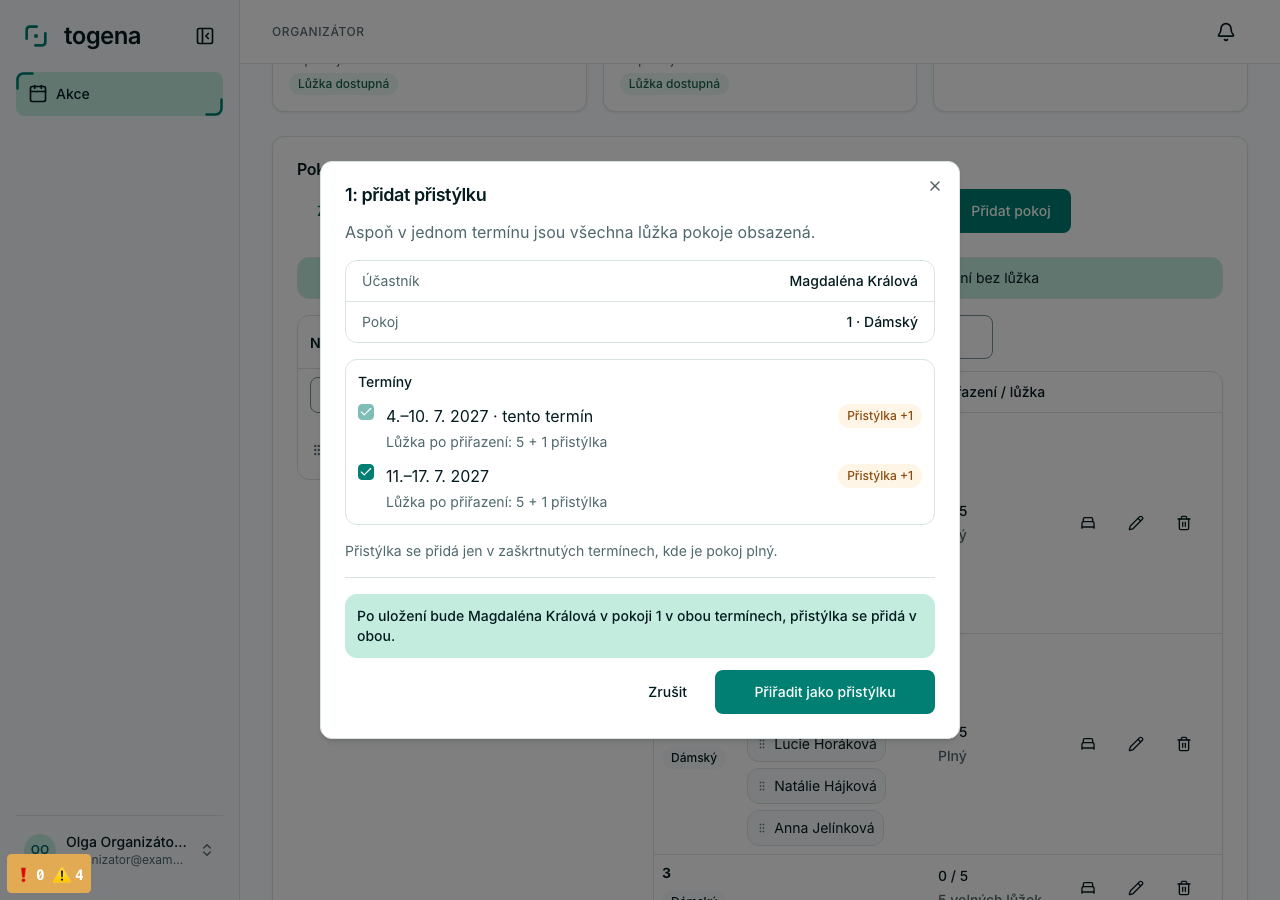 togena
ORGANIZÁTOR
Akce
Lůžka dostupná
Lůžka dostupná
Přidat pokoj
ní bez lůžka
řazení / lůžka
1: přidat přistýlku
Aspoň v jednom termínu jsou všechna lůžka pokoje obsazená.
Účastník
Magdaléna Králová
Pokoj
1 · Dámský
Termíny
4.–10. 7. 2027 · tento termín
Přistýlka +1
Lůžka po přiřazení: 5 + 1 přistýlka
11.–17. 7. 2027
Přistýlka +1
Lůžka po přiřazení: 5 + 1 přistýlka
Přistýlka se přidá jen v zaškrtnutých termínech, kde je pokoj plný.
Po uložení bude Magdaléna Králová v pokoji 1 v obou termínech, přistýlka se přidá v
obou.
Zrušit
Přiřadit jako přistýlku
Dámský
Lucie Horáková
Plný
Natálie Hájková
Anna Jelínková
3
0 / 5
OO
Olga Organizáto...
nizator@exam...
0
4